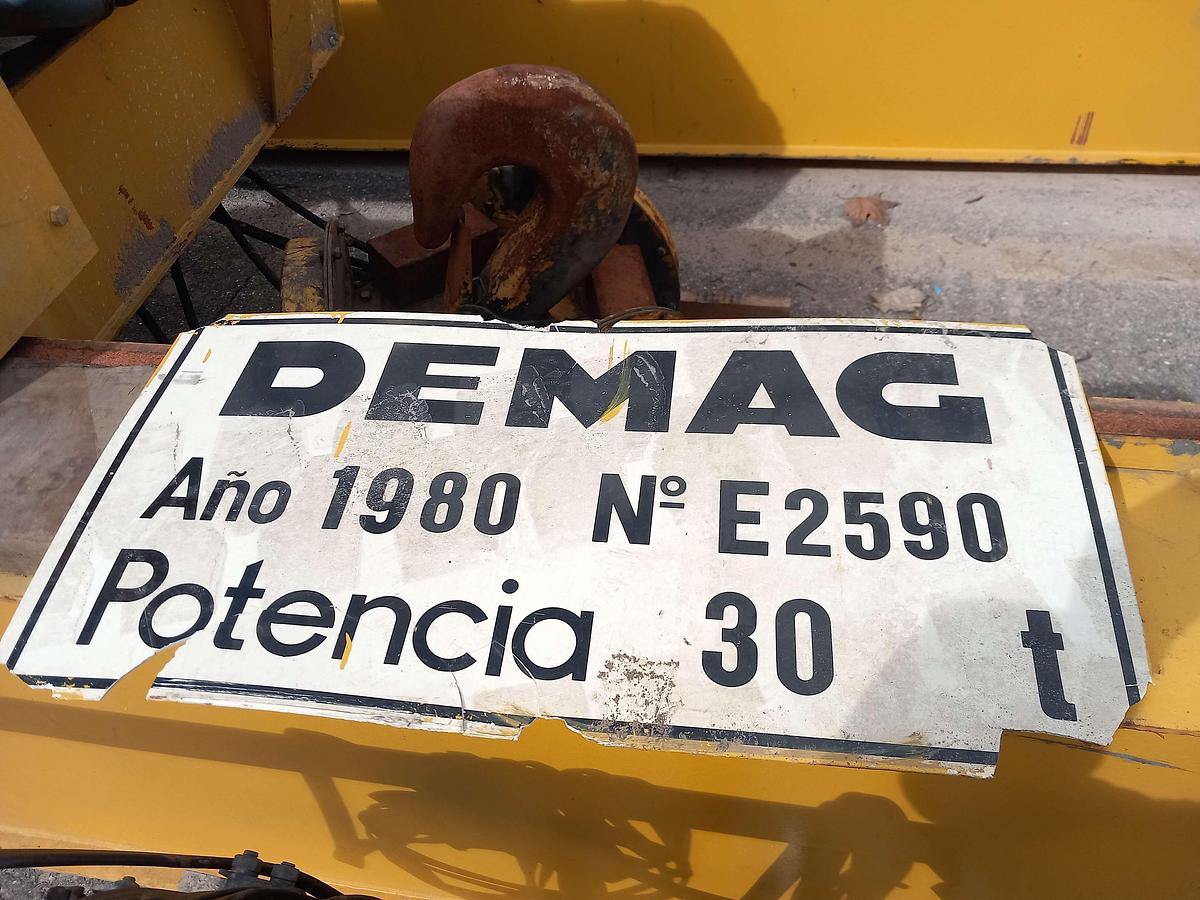 DEMAG
Año 1980 Nº E2590
Potencia 30 t